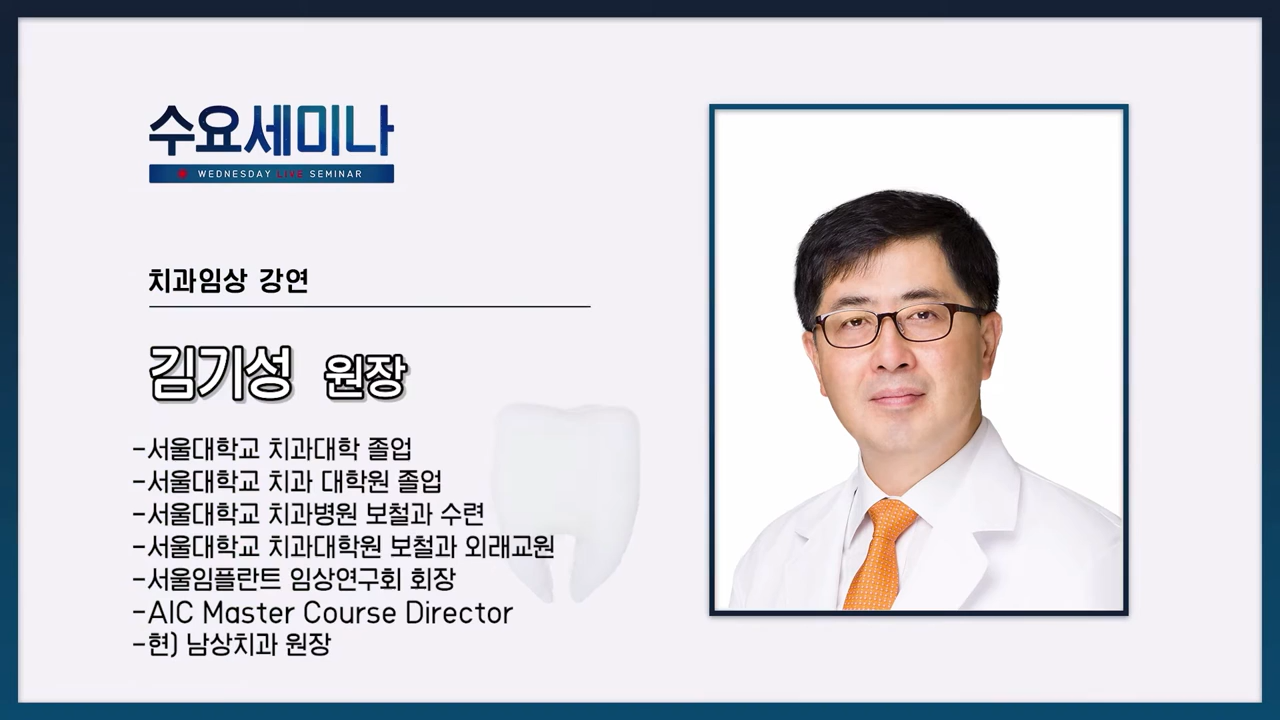 수요세미나
WEDNESDAY LIVE SEMINAR
치과임상 강연
김기성 원장
-서울대학교 치과대학 졸업
-서울대학교 치과 대학원 졸업
-서울대학교 치과병원 보철과 수련
-서울대학교 치과대학원 보철과 외래교원
-서울임플란트 임상연구회 회장
-AIC Master Course Director
-현) 남상치과 원장